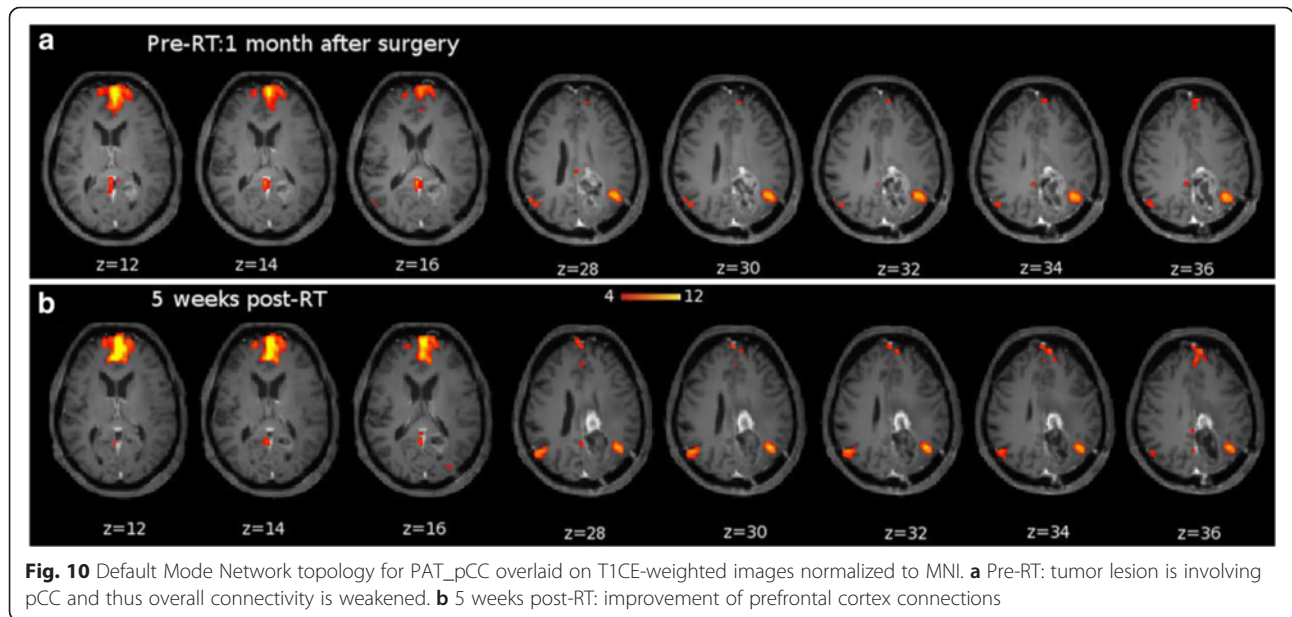 a
Pre-RT:1 month after surgery
z=12 z=14 z=16 z=28 z=30 z=32 z=34 z=36
b
5 weeks post-RT
4 12
z=12 z=14 z=16 z=28 z=30 z=32 z=34 z=36
Fig. 10 Default Mode Network topology for PAT_pCC overlaid on T1CE-weighted images normalized to MNI. a Pre-RT: tumor lesion is involving
pCC and thus overall connectivity is weakened. b 5 weeks post-RT: improvement of prefrontal cortex connections